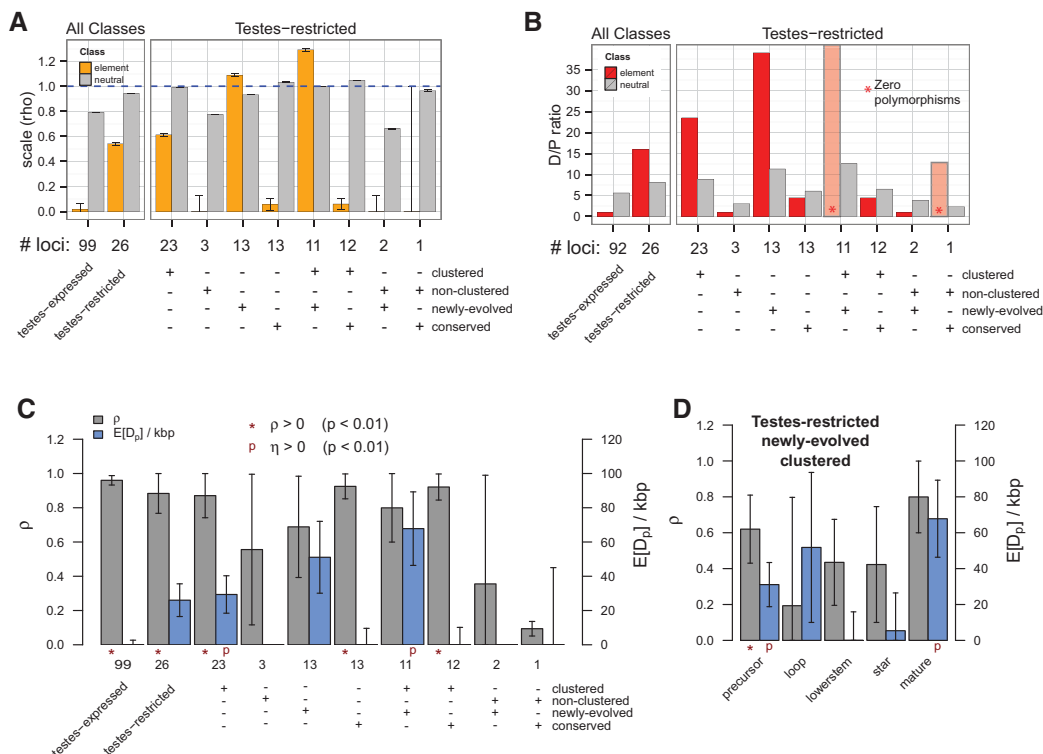 A
All Classes
Testes−restricted
Class
element
neutral
scale (rho)
1.2
1.0
0.8
0.6
0.4
0.2
0.0
# loci: 99 26 23 3 13 13 11 12 2 1
testes−expressed
testes−restricted
+ - - - + + - - clustered
- + - - - - + + non-clustered
- - + - + - + - newly-evolved
- - - + - + - + conserved
B
All Classes
Testes−restricted
Class
element
neutral
* Zero
polymorphisms
D/P ratio
35
30
25
20
15
10
5
0
* *
# loci: 92 26 23 3 13 13 11 12 2 1
testes−expressed
testes−restricted
+ - - - + + - - clustered
- + - - - - + + non-clustered
- - + - + - + - newly-evolved
- - - + - + - + conserved
C
ρ
E[Dp] / kbp
* ρ > 0 (p < 0.01)
p η > 0 (p < 0.01)
ρ
1.2
1.0
0.8
0.6
0.4
0.2
0.0
120
100
80
60
40
20
0
E[Dp] / kbp
* * * p * p *
99 26 23 3 13 13 11 12 2 1
testes−expressed
testes−restricted
+ - - - + + - - clustered
- + - - - - + + non-clustered
- - + - + - + - newly-evolved
- - - + - + - + conserved
D
Testes-restricted
newly-evolved
clustered
ρ
1.2
1.0
0.8
0.6
0.4
0.2
0.0
120
100
80
60
40
20
0
E[Dp] / kbp
* p p
precursor
loop
lowerstem
star
mature